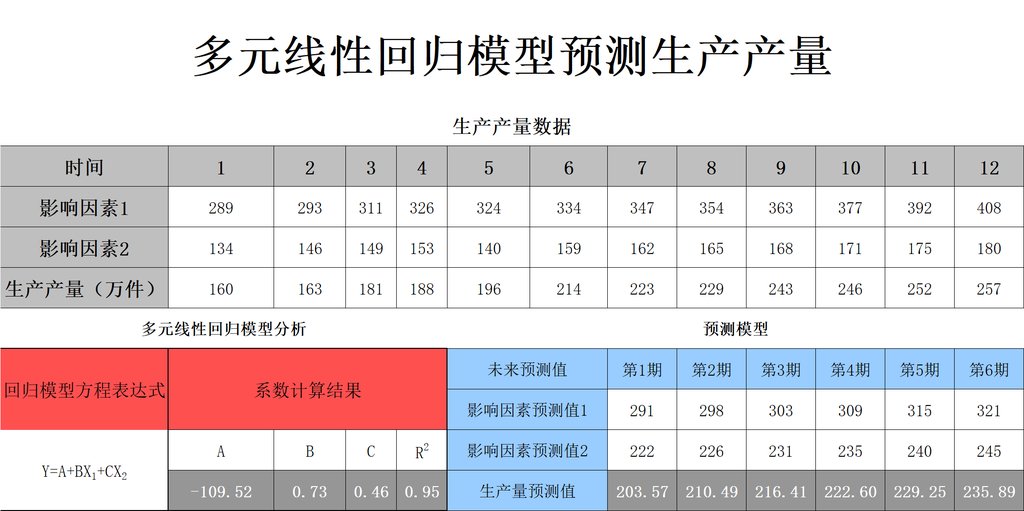 多元线性回归模型预测生产产量
生产产量数据
时间 1 2 3 4 5 6 7 8 9 10 11 12
影响因素1 289 293 311 326 324 334 347 354 363 377 392 408
影响因素2 134 146 149 153 140 159 162 165 168 171 175 180
生产产量（万件） 160 163 181 188 196 214 223 229 243 246 252 257
多元线性回归模型分析 预测模型
回归模型方程表达式 系数计算结果 未来预测值 第1期 第2期 第3期 第4期 第5期 第6期
影响因素预测值1 291 298 303 309 315 321
Y=A+BX₁+CX₂ A B C R² 影响因素预测值2 222 226 231 235 240 245
-109.52 0.73 0.46 0.95 生产量预测值 203.57 210.49 216.41 222.60 229.25 235.89